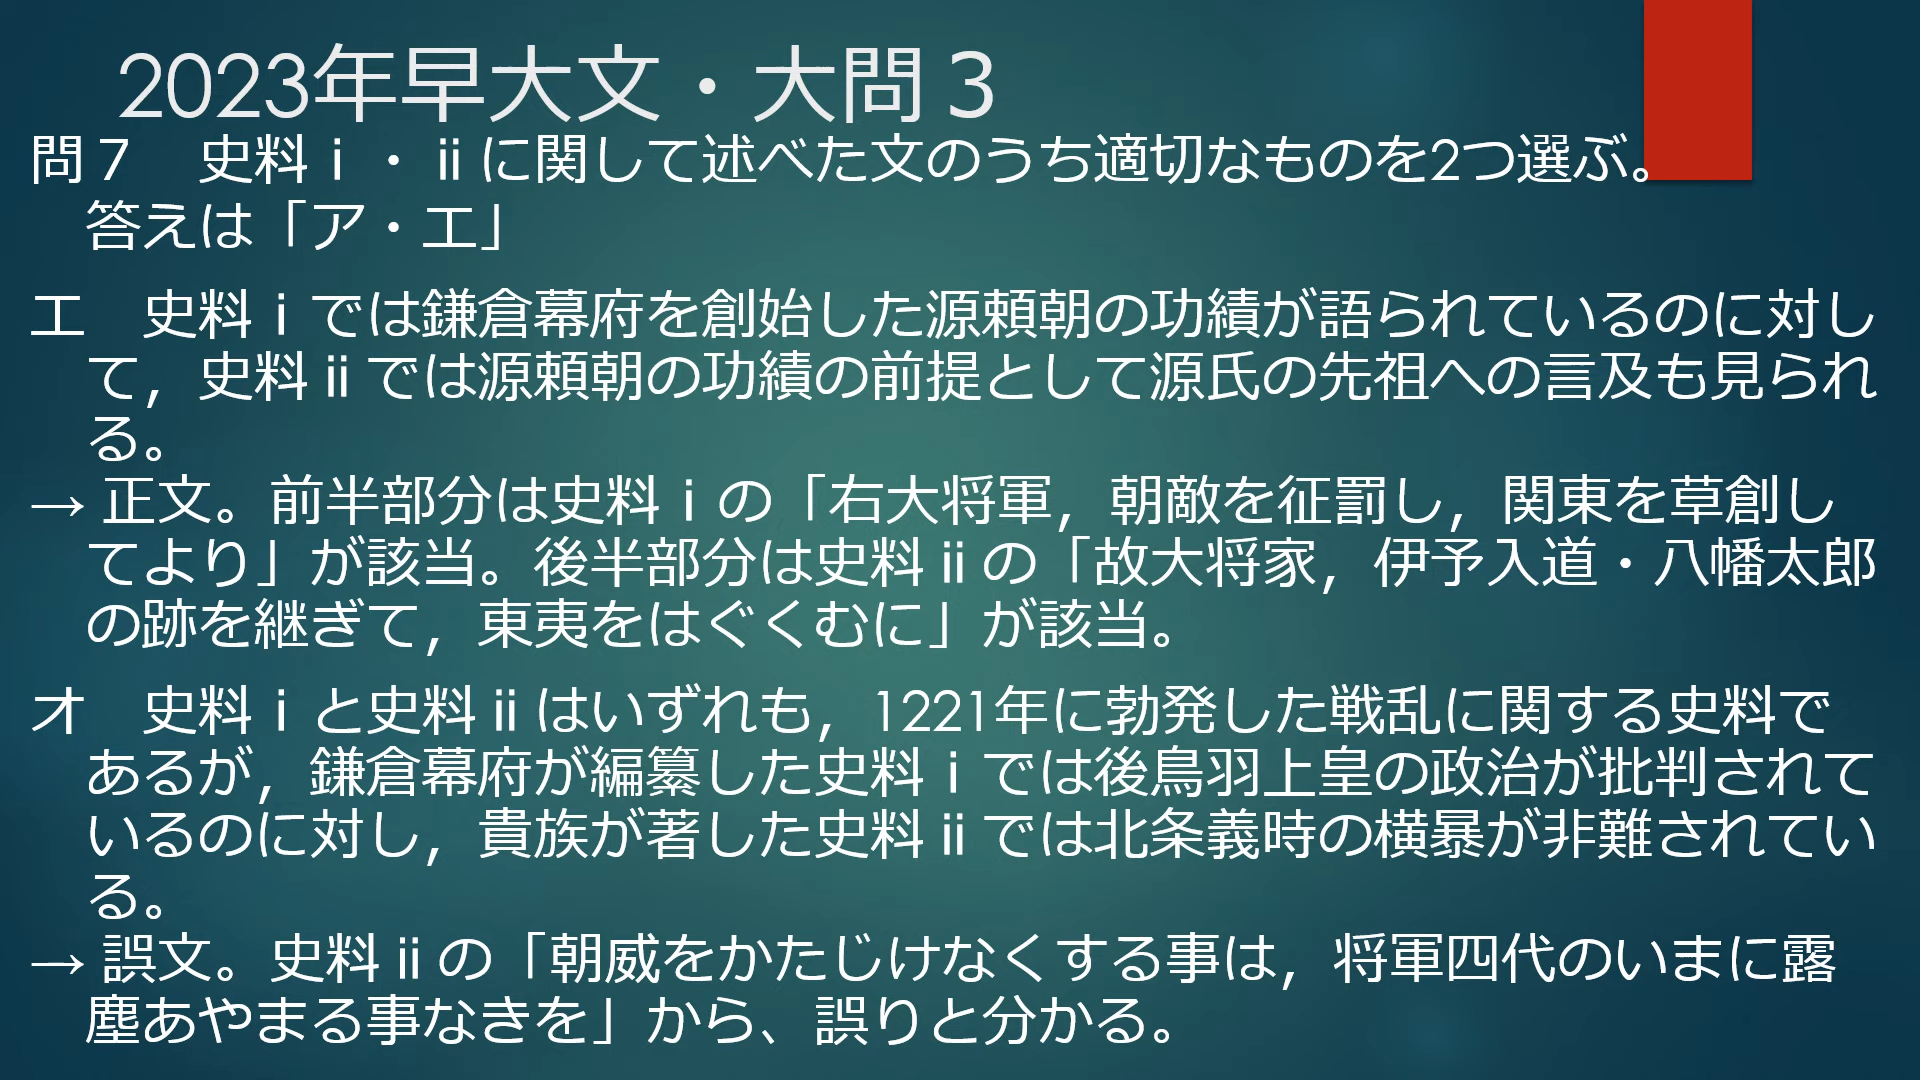 2023年早大文・大問３
問７　史料ⅰ・ⅱに関して述べた文のうち適切なものを2つ選ぶ。
答えは「ア・エ」
エ　史料ⅰでは鎌倉幕府を創始した源頼朝の功績が語られているのに対し
て，史料ⅱでは源頼朝の功績の前提として源氏の先祖への言及も見られ
る。
→ 正文。前半部分は史料ⅰの「右大将軍，朝敵を征罰し，関東を草創し
てより」が該当。後半部分は史料ⅱの「故大将家，伊予入道・八幡太郎
の跡を継ぎて，東夷をはぐくむに」が該当。
オ　史料ⅰと史料ⅱはいずれも，1221年に勃発した戦乱に関する史料で
あるが，鎌倉幕府が編纂した史料ⅰでは後鳥羽上皇の政治が批判されて
いるのに対し，貴族が著した史料ⅱでは北条義時の横暴が非難されてい
る。
→ 誤文。史料ⅱの「朝威をかたじけなくする事は，将軍四代のいまに露
塵あやまる事なきを」から、誤りと分かる。